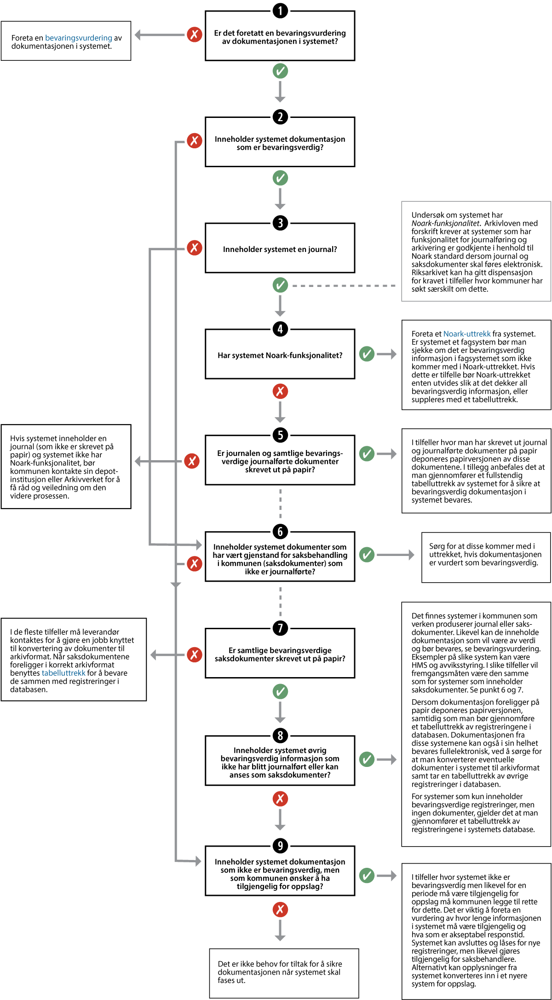 1
Er det foretatt en bevaringsvurdering
av dokumentasjonen i systemet?
Foreta en bevaringsvurdering av
dokumentasjonen i systemet.
2
Inneholder systemet dokumentasjon
som er bevaringsverdig?
3
Inneholder systemet en journal?
Undersøk om systemet har
Noark-funksjonalitet. Arkivloven med
forskrift krever at systemer som har
funksjonalitet for journalføring og
arkivering er godkjente i henhold til
Noark standard dersom journal og
saksdokumenter skal føres elektronisk.
Riksarkivet kan ha gitt dispensasjon
for kravet i tilfeller hvor kommuner har
søkt særskilt om dette.
4
Har systemet Noark-funksjonalitet?
Foreta et Noark-uttrekk fra systemet.
Er systemet et fagsystem bør man
sjekke om det er bevaringsverdig
informasjon i fagsystemet som ikke
kommer med i Noark-uttrekket. Hvis
dette er tilfelle bør Noark-uttrekket
enten utvides slik at det dekker all
bevaringsverdig informasjon, eller
suppleres med et tabelluttrekk.
5
Er journalen og samtlige bevarings-
verdige journalførte dokumenter
skrevet ut på papir?
Hvis systemet inneholder en
journal (som ikke er skrevet på
papir) og systemet ikke har
Noark-funksjonalitet, bør
kommunen kontakte sin depot-
institusjon eller Arkivverket for å
få råd og veiledning om den
videre prosessen.
I tilfeller hvor man har skrevet ut journal
og journalførte dokumenter på papir
deponeres papirversjonen av disse
dokumentene. I tillegg anbefales det at
man gjennomfører et fullstendig
tabelluttrekk av systemet for å sikre at
bevaringsverdig dokumentasjon i
systemet bevares.
6
Inneholder systemet dokumenter som
har vært gjenstand for saksbehandling
i kommunen (saksdokumenter) som
ikke er journalførte?
Sørg for at disse kommer med i
uttrekket, hvis dokumentasjonen
er vurdert som bevaringsverdig.
7
Er samtlige bevaringsverdige
saksdokumenter skrevet ut på papir?
I de fleste tilfeller må leverandør
kontaktes for å gjøre en jobb knyttet
til konvertering av dokumenter til
arkivformat. Når saksdokumentene
foreligger i korrekt arkivformat
benyttes tabelluttrekk for å bevare
de sammen med registreringer i
databasen.
8
Inneholder systemet øvrig
bevaringsverdig informasjon som
ikke har blitt journalført eller kan
anses som saksdokumenter?
Det finnes systemer i kommunen som
verken produserer journal eller saks-
dokumenter. Likevel kan de inneholde
dokumentasjon som vil være av verdi
og bør bevares, se bevaringsvurdering.
Eksempler på slike system kan være
HMS og avviksstyring. I slike tilfeller vil
fremgangsmåten være den samme
som for systemer som inneholder
saksdokumenter. Se punkt 6 og 7.
Dersom dokumentasjon foreligger på
papir deponeres papirversjonen,
samtidig som man bør gjennomføre
et tabelluttrekk av registreringene i
databasen. Dokumentasjonen fra
disse systemene kan også i sin helhet
bevares fullelektronisk, ved å sørge for
at man konverterer eventuelle
dokumenter i systemet til arkivformat
samt tar en tabelluttrekk av øvrige
registreringer i databasen.
For systemer som kun inneholder
bevaringsverdige registreringer, men
ingen dokumenter, gjelder det at man
gjennomfører et tabelluttrekk av
registreringene i systemets database.
9
Inneholder systemet dokumentasjon
som ikke er bevaringsverdig, men
som kommunen ønsker å ha
tilgjengelig for oppslag?
I tilfeller hvor systemet ikke er
bevaringsverdig men likevel for en
periode må være tilgjengelig for
oppslag må kommunen legge til rette
for dette. Det er viktig å foreta en
vurdering av hvor lenge informasjonen
i systemet må være tilgjengelig og
hva som er akseptabel responstid.
Systemet kan avsluttes og låses for nye
registreringer, men likevel gjøres
tilgjengelig for saksbehandlere.
Alternativt kan opplysninger fra
systemet konverteres inn i et nyere
system for oppslag.
Det er ikke behov for tiltak for å sikre
dokumentasjonen når systemet skal
fases ut.